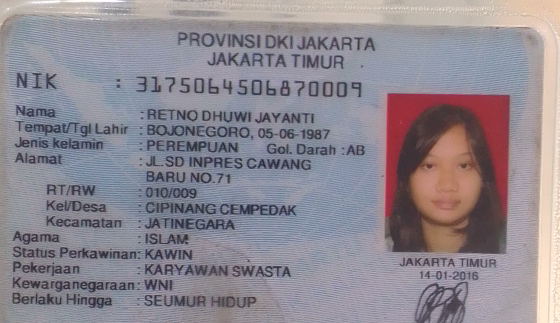 PROVINSI DKI JAKARTA
JAKARTA TIMUR
NIK : 3175064506870009
Nama : RETNO DHUWI JAYANTI
Tempat/Tgl Lahir : BOJONEGORO, 05-06-1987
Jenis kelamin : PEREMPUAN Gol. Darah : AB
Alamat : JL.SD INPRES CAWANG
BARU NO.71
RT/RW : 010/009
Kel/Desa : CIPINANG CEMPEDAK
Kecamatan : JATINEGARA
Agama : ISLAM
Status Perkawinan: KAWIN
Pekerjaan : KARYAWAN SWASTA
Kewarganegaraan: WNI
Berlaku Hingga : SEUMUR HIDUP
JAKARTA TIMUR
14-01-2016